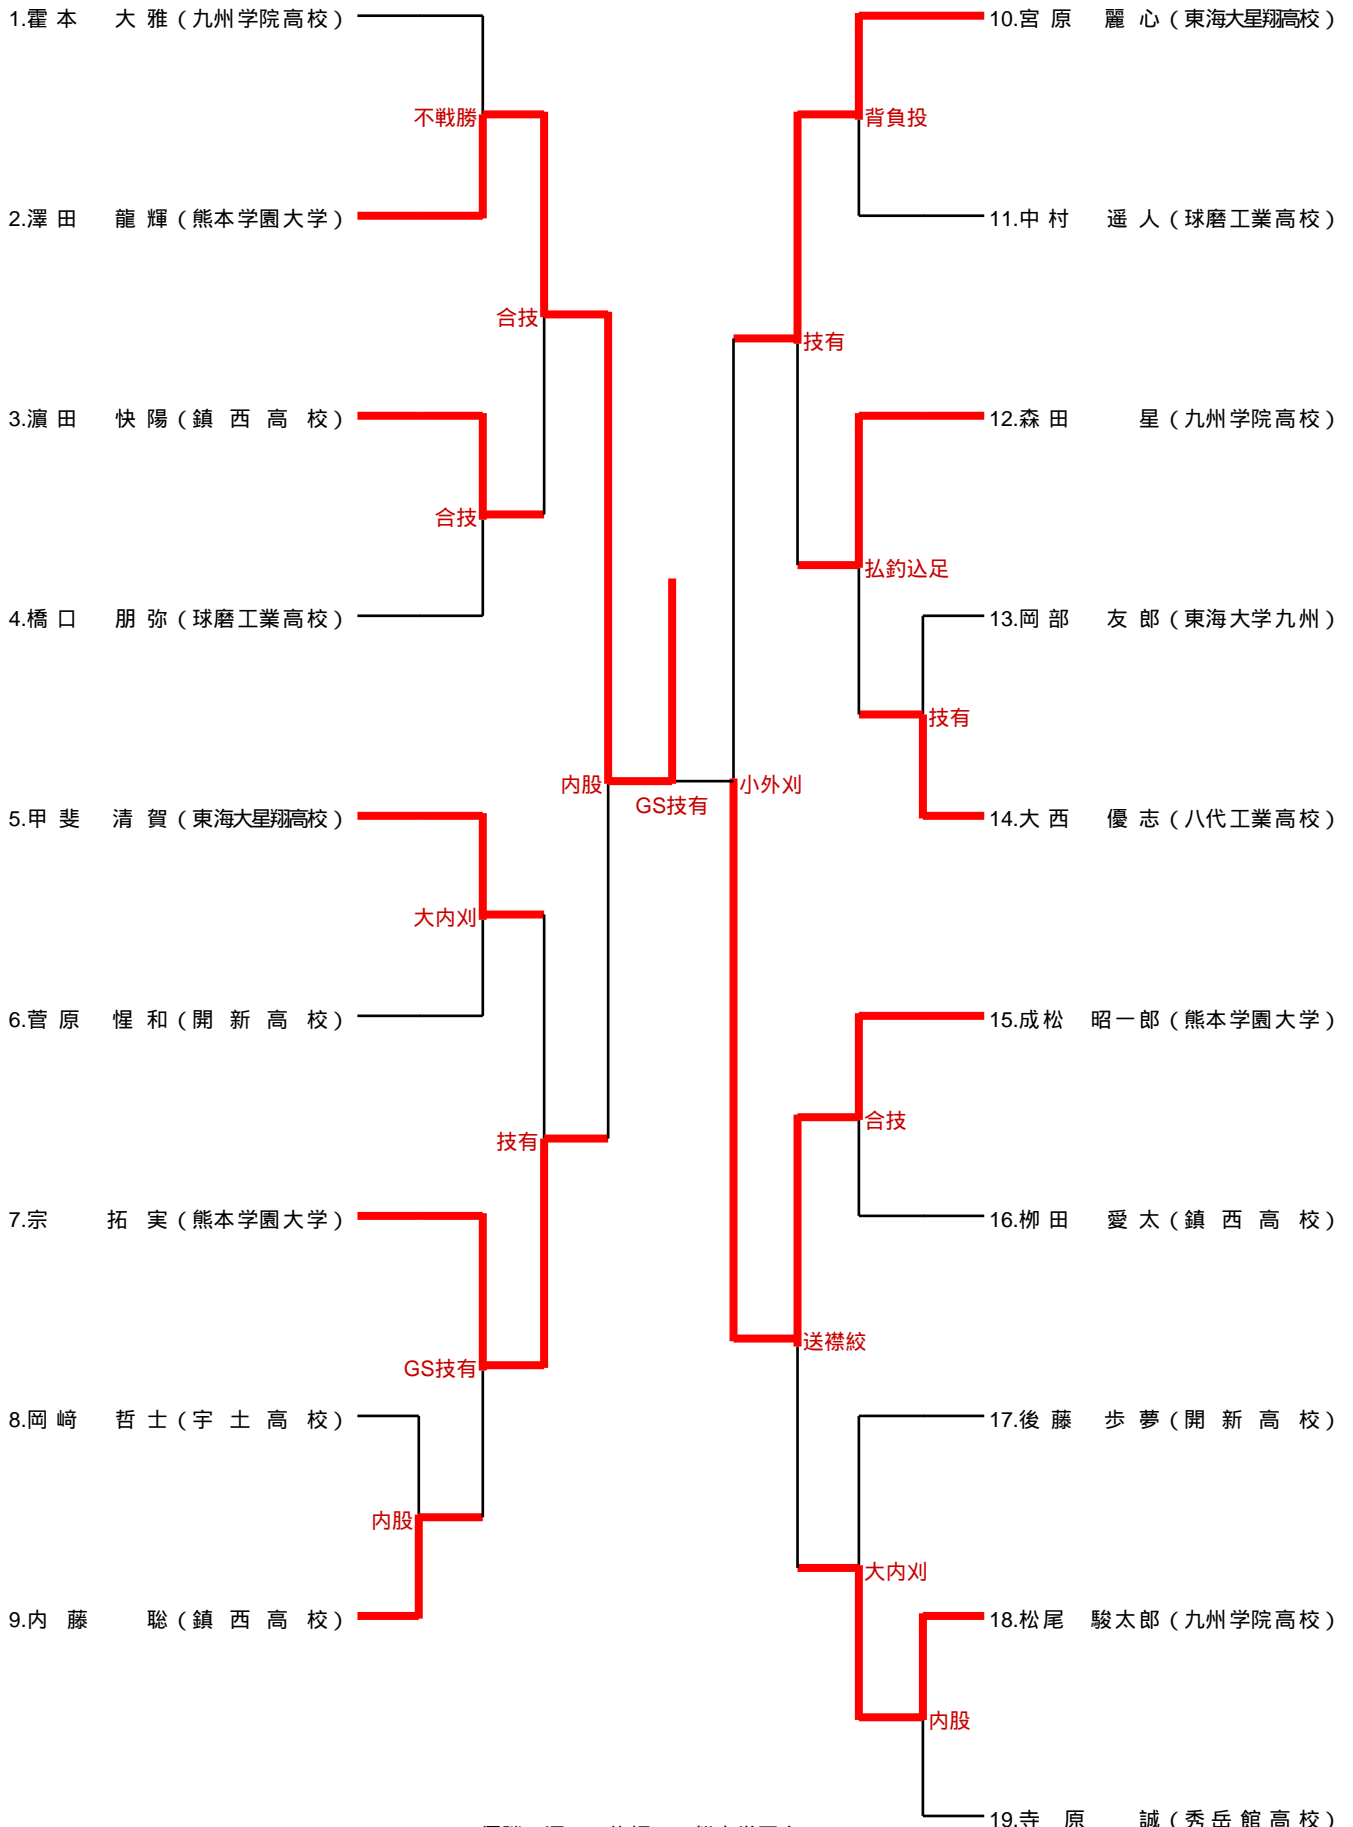 1.霍本 大雅(九州学院高校)
不戦勝
2.澤田 龍輝(熊本学園大学)
合技
3.濵田 快陽(鎮西高校)
合技
4.橋口 朋弥(球磨工業高校)
内股
5.甲斐 清賀(東海大星翔高校)
大内刈
6.菅原 惺和(開新高校)
技有
7.宗 拓実(熊本学園大学)
GS技有
8.岡﨑 哲士(宇土高校)
内股
9.内藤 聡(鎮西高校)
GS技有
10.宮原 麗心(東海大星翔高校)
背負投
11.中村 遥人(球磨工業高校)
技有
12.森田 星(九州学院高校)
払釣込足
13.岡部 友郎(東海大学九州)
技有
14.大西 優志(八代工業高校)
小外刈
15.成松 昭一郎(熊本学園大学)
合技
16.栁田 愛太(鎮西高校)
送襟絞
17.後藤 歩夢(開新高校)
大内刈
18.松尾 駿太郎(九州学院高校)
内股
19.寺原 誠(秀岳館高校)